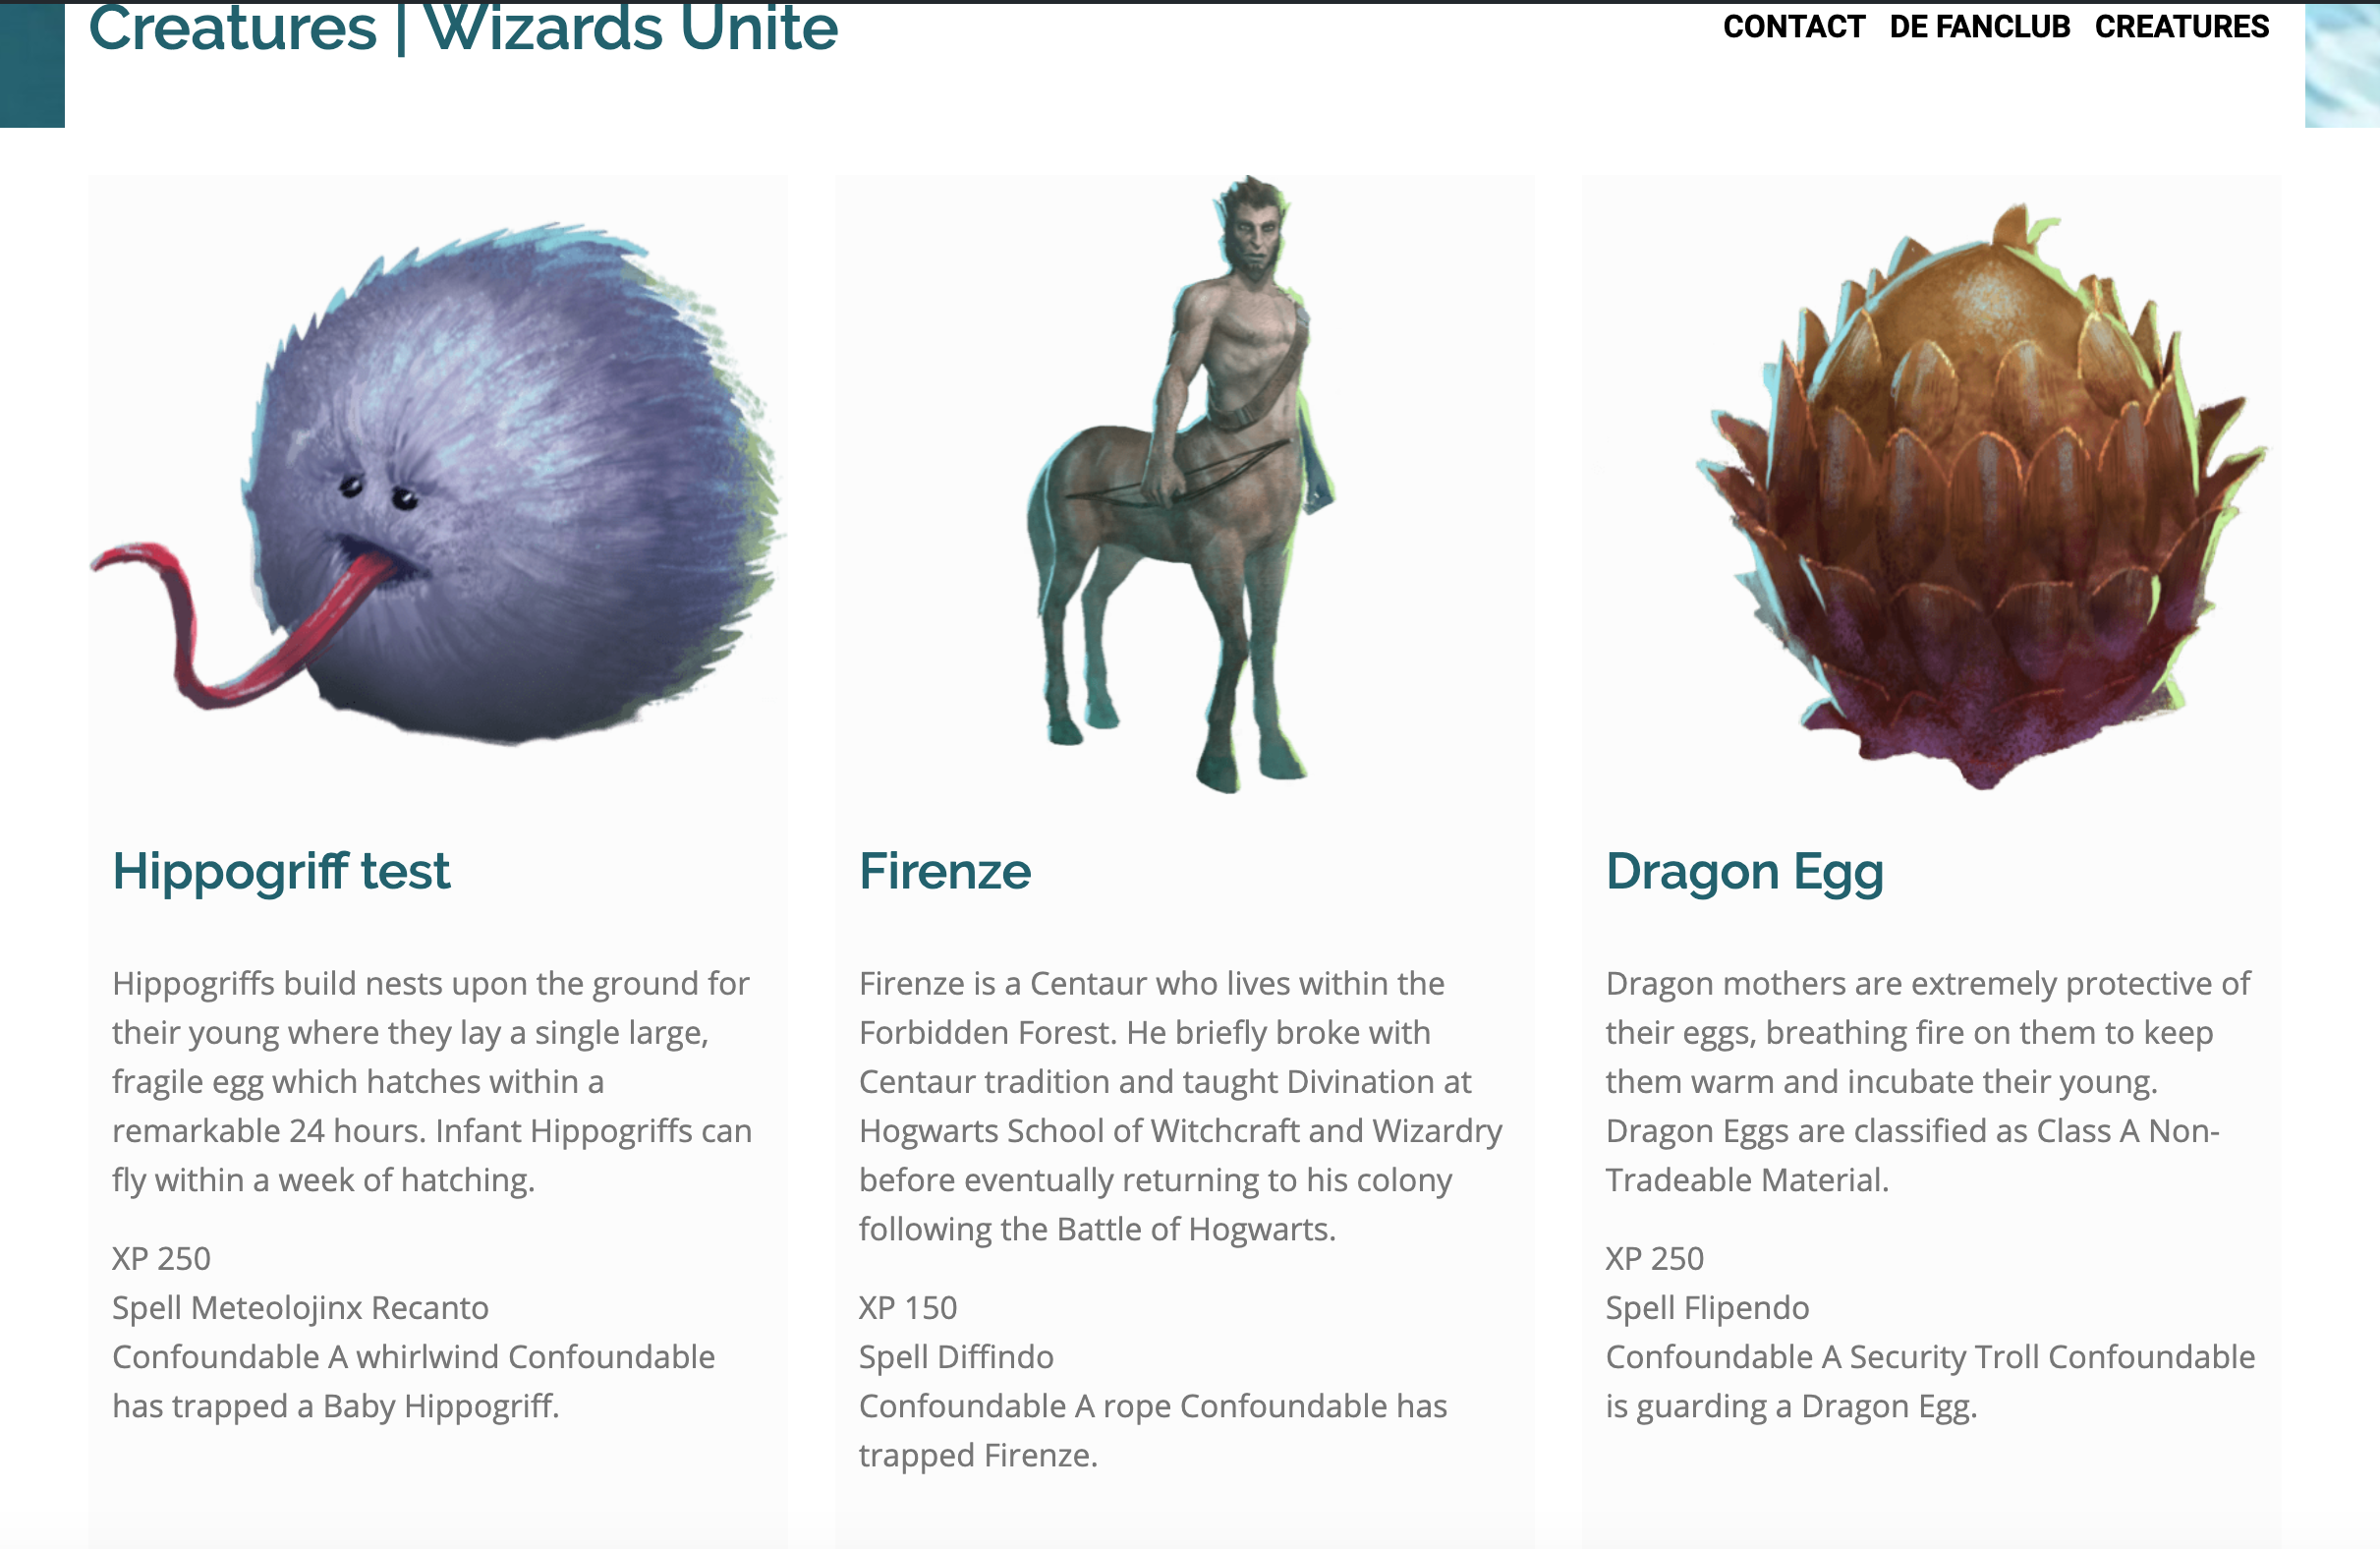 Creatures | Wizards Unite
CONTACT DE FANCLUB CREATURES
Hippogriff test
Hippogriffs build nests upon the ground for
their young where they lay a single large,
fragile egg which hatches within a
remarkable 24 hours. Infant Hippogriffs can
fly within a week of hatching.
XP 250
Spell Meteolojinx Recanto
Confoundable A whirlwind Confoundable
has trapped a Baby Hippogriff.
Firenze
Firenze is a Centaur who lives within the
Forbidden Forest. He briefly broke with
Centaur tradition and taught Divination at
Hogwarts School of Witchcraft and Wizardry
before eventually returning to his colony
following the Battle of Hogwarts.
XP 150
Spell Diffindo
Confoundable A rope Confoundable has
trapped Firenze.
Dragon Egg
Dragon mothers are extremely protective of
their eggs, breathing fire on them to keep
them warm and incubate their young.
Dragon Eggs are classified as Class A Non-
Tradeable Material.
XP 250
Spell Flipendo
Confoundable A Security Troll Confoundable
is guarding a Dragon Egg.